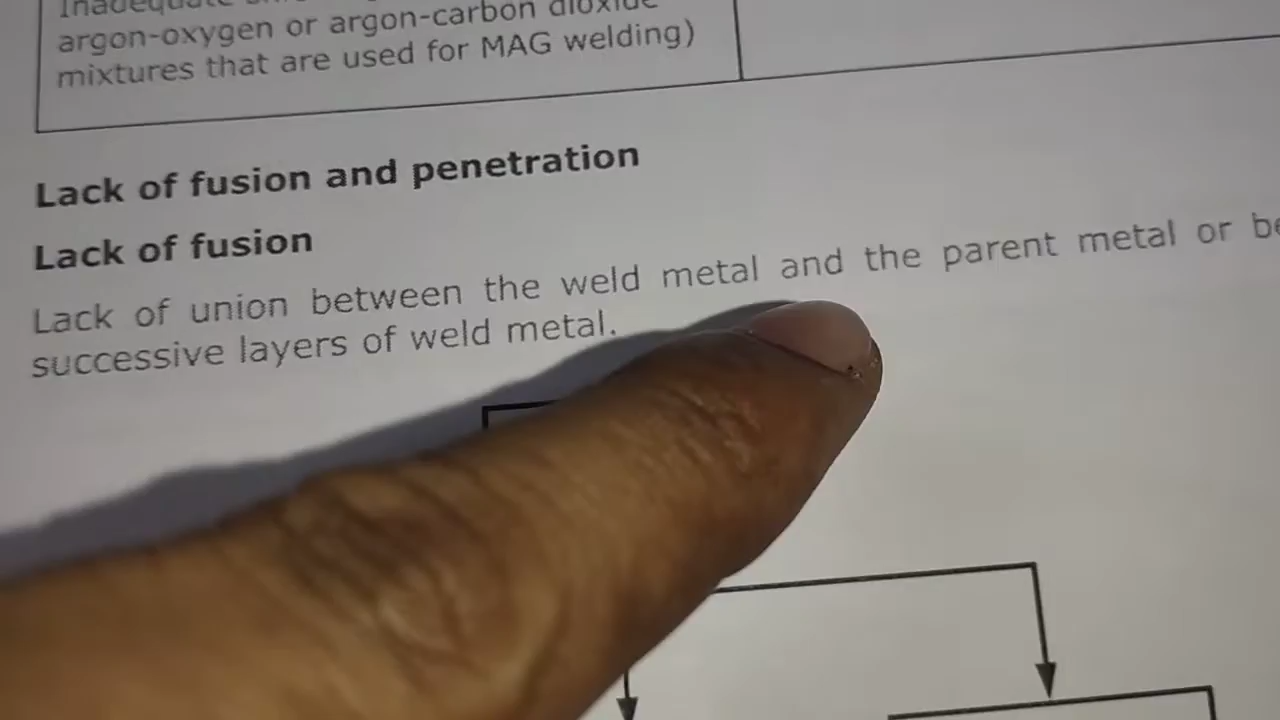 Inadequate
argon-oxygen or argon-carbon dioxide
mixtures that are used for MAG welding)
Lack of fusion and penetration
Lack of fusion
Lack of union between the weld metal and the parent metal or be
successive layers of weld metal.